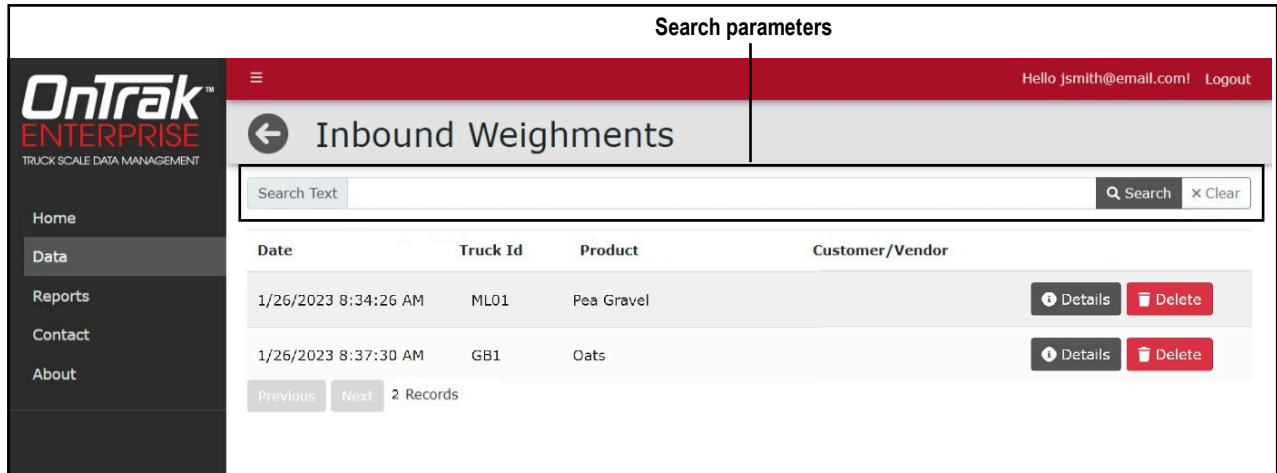 Search parameters
OnTrak™
ENTERPRISE
TRUCK SCALE DATA MANAGEMENT
Hello jsmith@email.com! Logout
Inbound Weighments
Search Text Search × Clear
Home
Data
Reports
Contact
About
Date Truck Id Product Customer/Vendor
1/26/2023 8:34:26 AM ML01 Pea Gravel Details Delete
1/26/2023 8:37:30 AM GB1 Oats Details Delete
Previous Next 2 Records